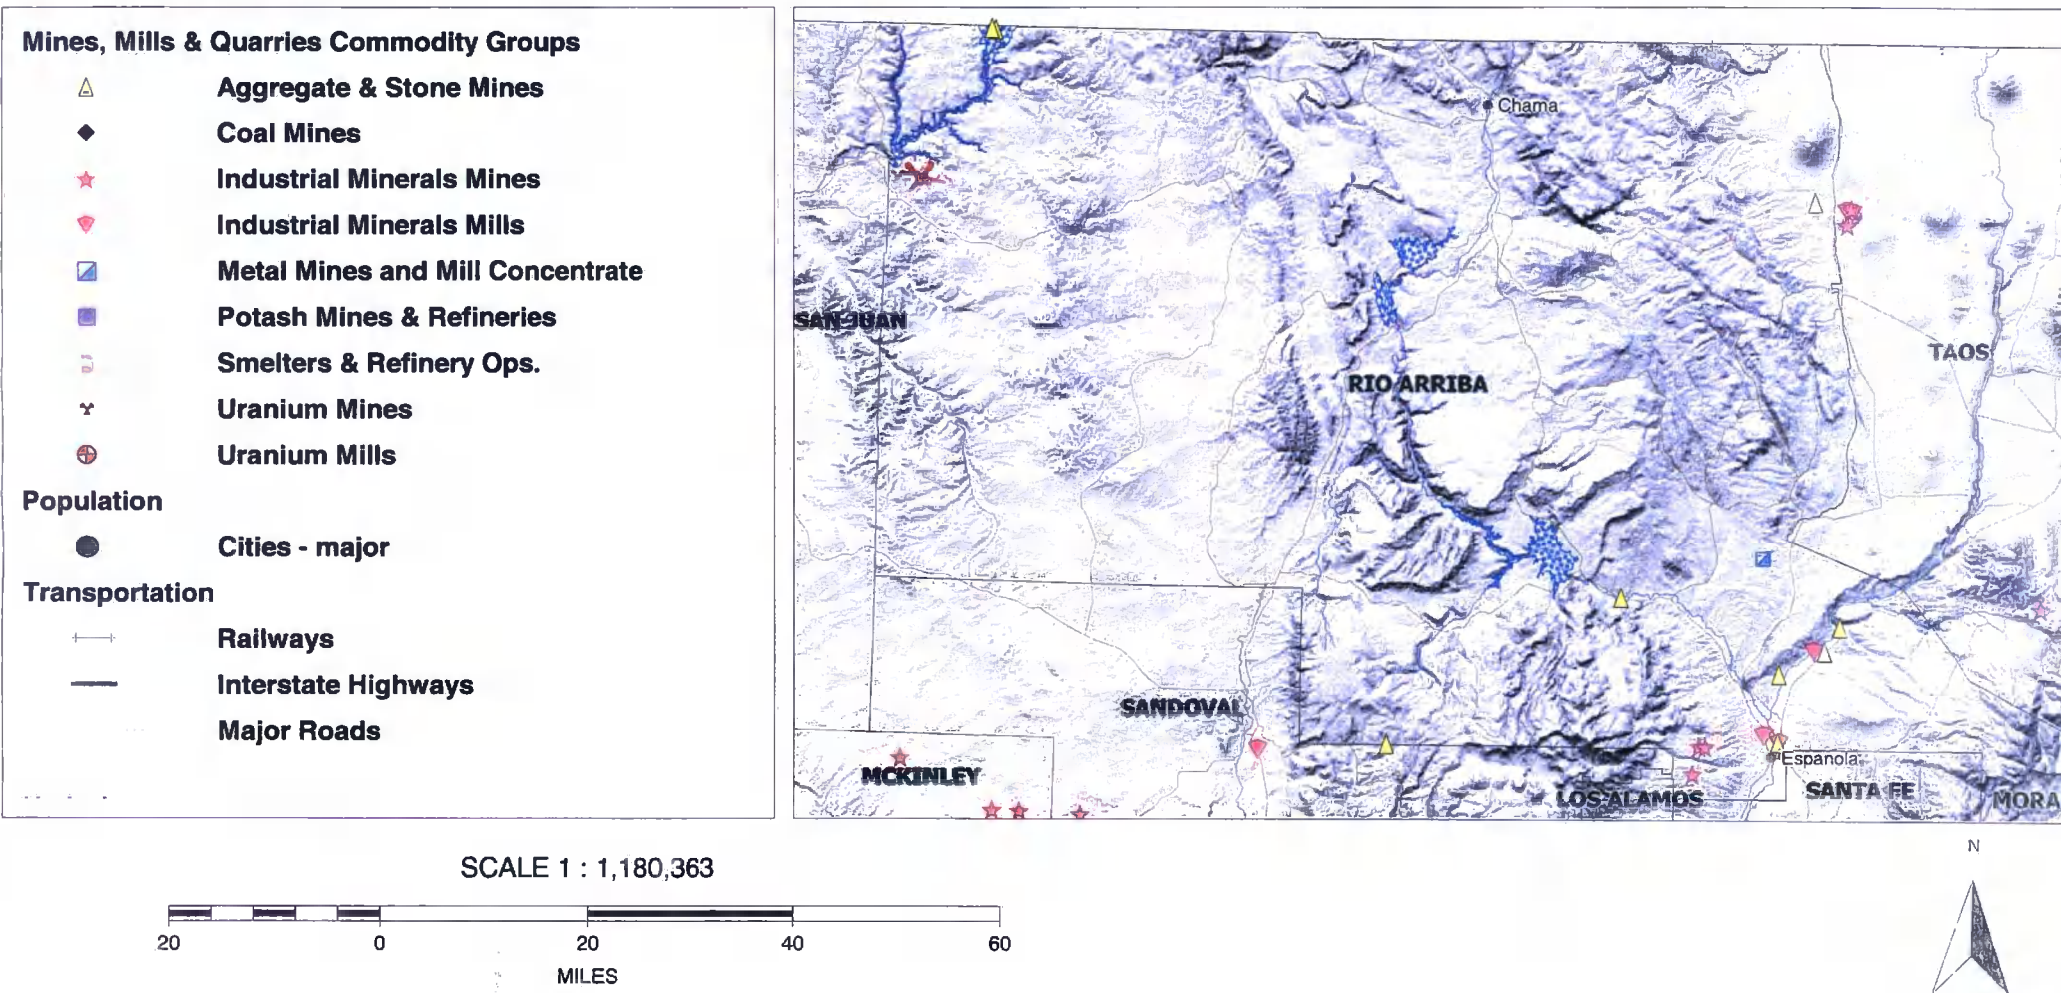 Mines, Mills & Quarries Commodity Groups
Aggregate & Stone Mines
Coal Mines
Industrial Minerals Mines
Industrial Minerals Mills
Metal Mines and Mill Concentrate
Potash Mines & Refineries
Smelters & Refinery Ops.
Uranium Mines
Uranium Mills
Population
Cities - major
Transportation
Railways
Interstate Highways
Major Roads
Chama
SAN JUAN
TAOS
RIO ARRIBA
SANDOVAL
Espanola
MCKINLEY
SANTA FE
LOS ALAMOS
MORA
SCALE 1 : 1,180,363
20 0 20 40 60
MILES
N